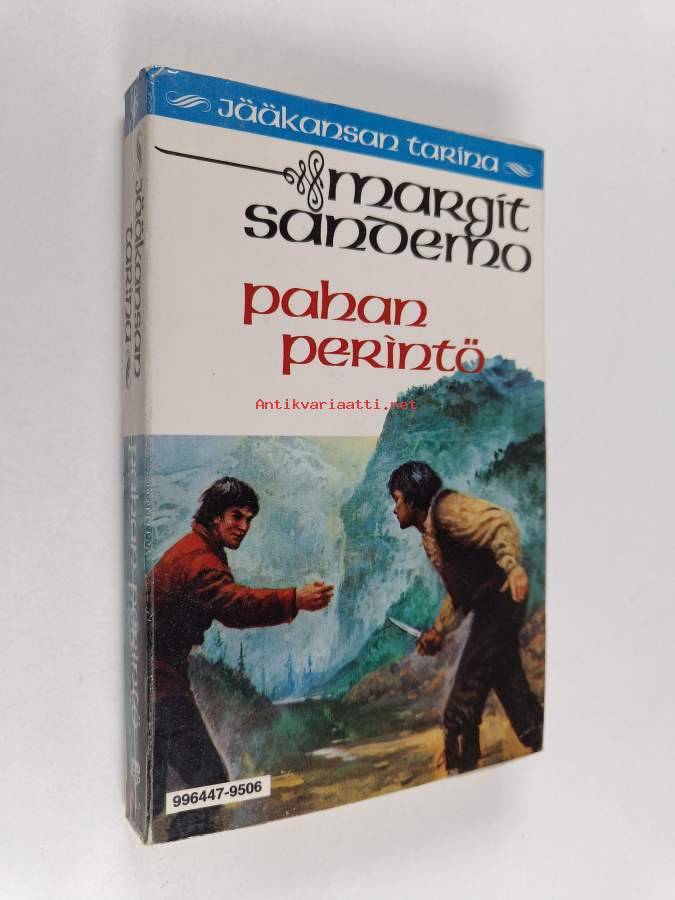 Jääkansan tarina
margit
sandemo
pahan
perintö
Antikvariaatti.net
996447-9506
Jääkansan
tarina
pahan perintö